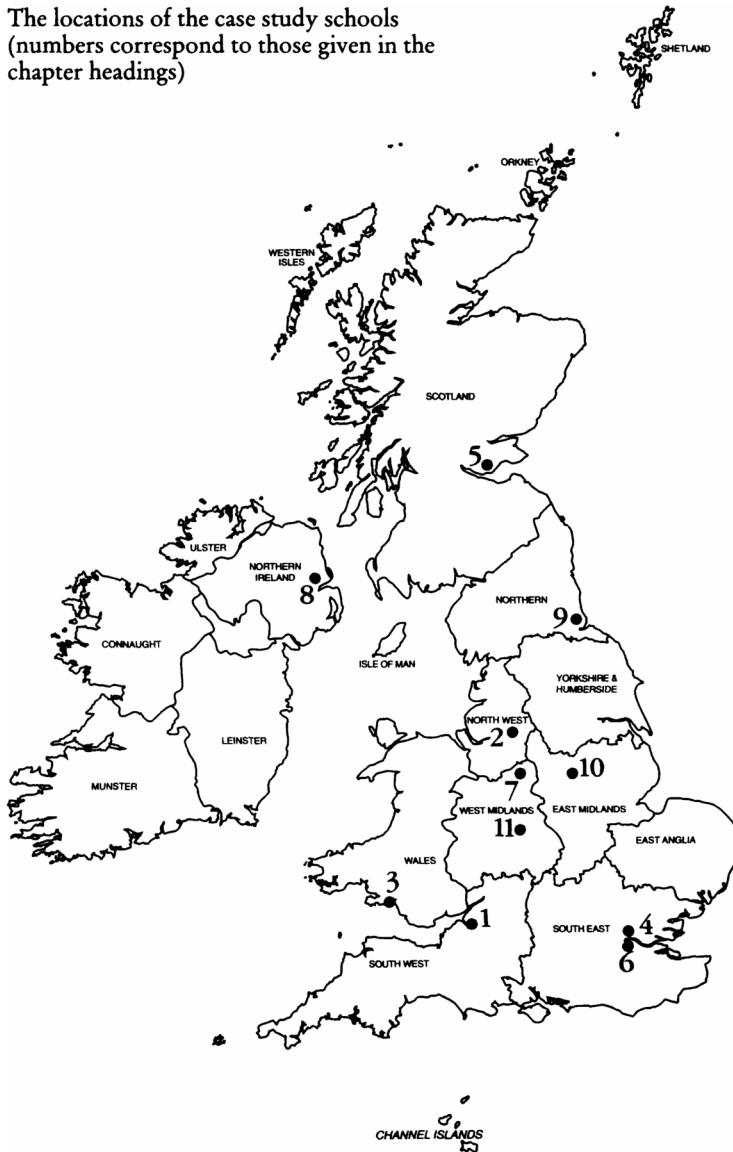 The locations of the case study schools
(numbers correspond to those given in the
chapter headings)
SHETLAND
ORKNEY
WESTERN
ISLES
SCOTLAND
5
ULSTER
NORTHERN
IRELAND
8
NORTHERN
9
CONNAUGHT
ISLE OF MAN
YORKSHIRE &
HUMBERSIDE
LEINSTER
NORTH WEST
2
MUNSTER
7
10
WEST MIDLANDS
EAST MIDLANDS
11
EAST ANGLIA
WALES
3
1
SOUTH EAST
4
6
SOUTH WEST
CHANNEL ISLANDS